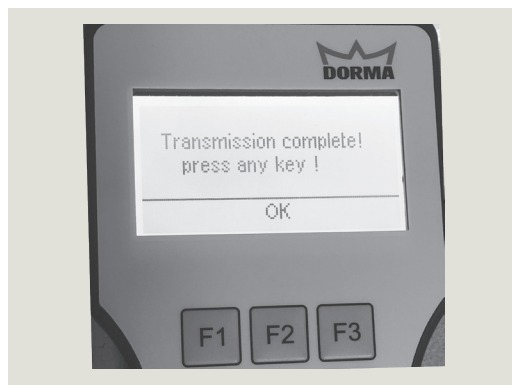 DORMA
Transmission complete!
press any key !
OK
F1 F2 F3